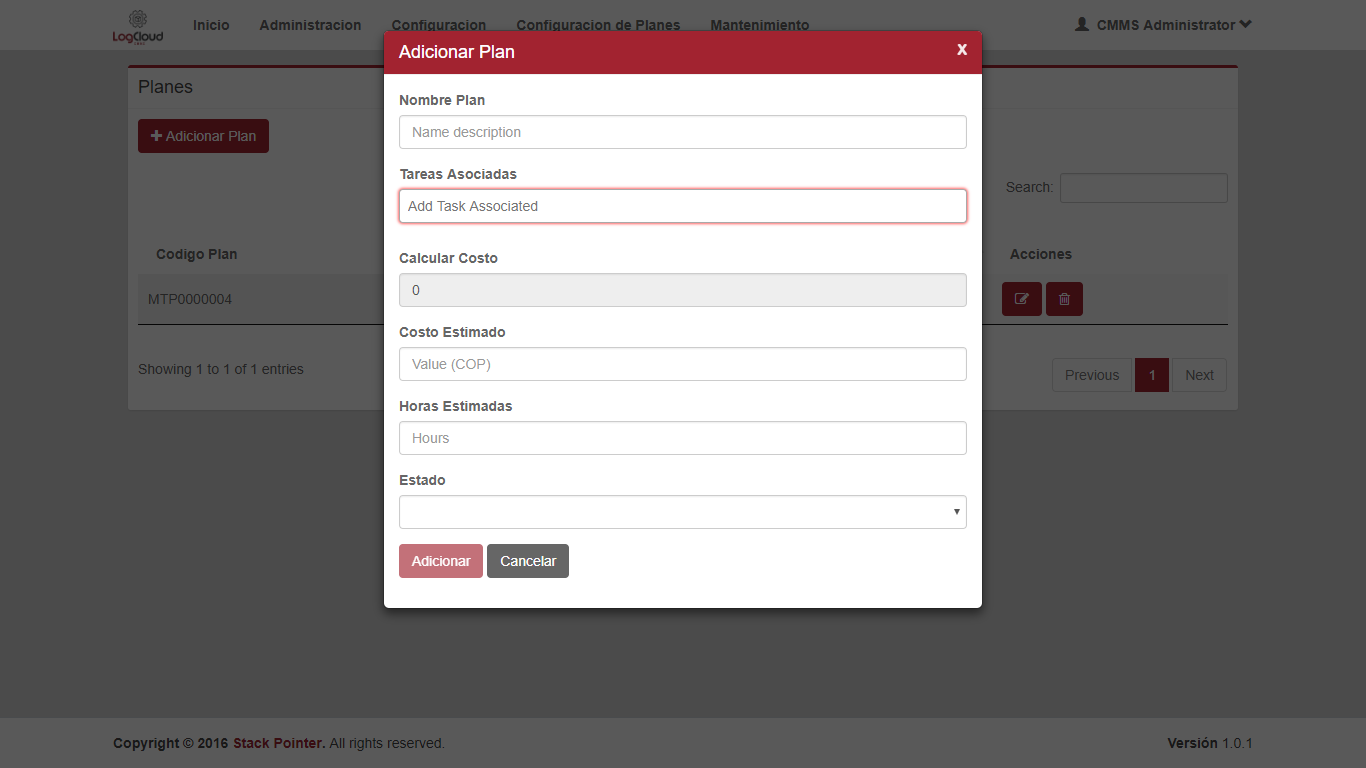 LogCloud
Inicio Administracion Configuracion Configuracion de Planes Mantenimiento CMMS Administrator
Adicionar Plan x
Planes
Nombre Plan
Name description
Adicionar Plan
Tareas Asociadas
Add Task Associated
Search:
Calcular Costo
0
Codigo Plan Acciones
MTP0000004
Costo Estimado
Value (COP)
Showing 1 to 1 of 1 entries
Previous 1 Next
Horas Estimadas
Hours
Estado
Adicionar Cancelar
Copyright © 2016 Stack Pointer. All rights reserved. Versión 1.0.1